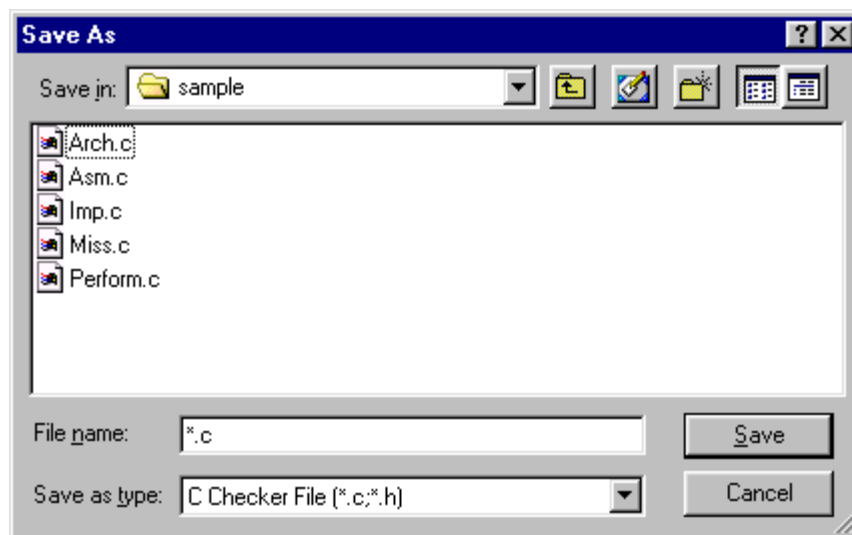 Save As
Save in: sample
Arch.c
Asm.c
Imp.c
Miss.c
Perform.c
File name: *.c Save
Save as type: C Checker File (*.c;*.h) Cancel